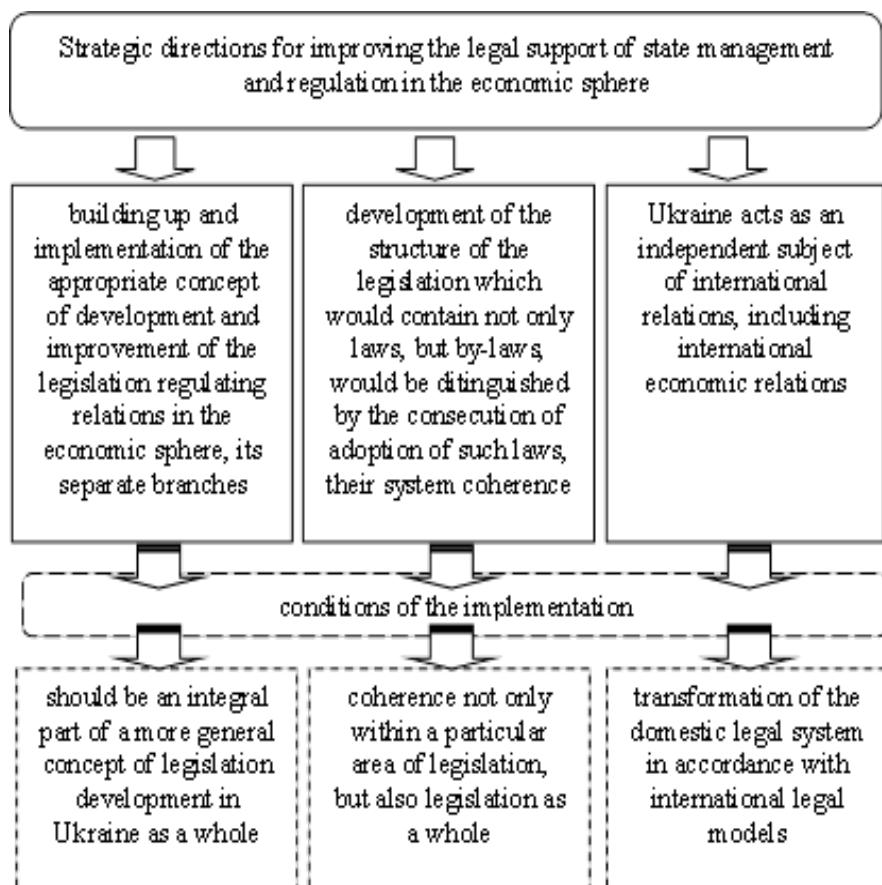 Strategic directions for improving the legal support of state management
and regulation in the economic sphere
building up and
implementation of the
appropriate concept
of development and
improvement of the
legislation regulating
relations in the
economic sphere, its
separate branches
development of the
structure of the
legislation which
would contain not only
laws, but by-laws,
would be ditinguished
by the consecution of
adoption of such laws,
their system coherence
Ukraine acts as an
independent subject
of international
relations, including
international
economic relations
conditions of the implementation
should be an integral
part of a more general
concept of legislation
development in
Ukraine as a whole
coherence not only
within a particular
area of legislation,
but also legislation as
a whole
transformation of the
domestic legal system
in accordance with
international legal
models